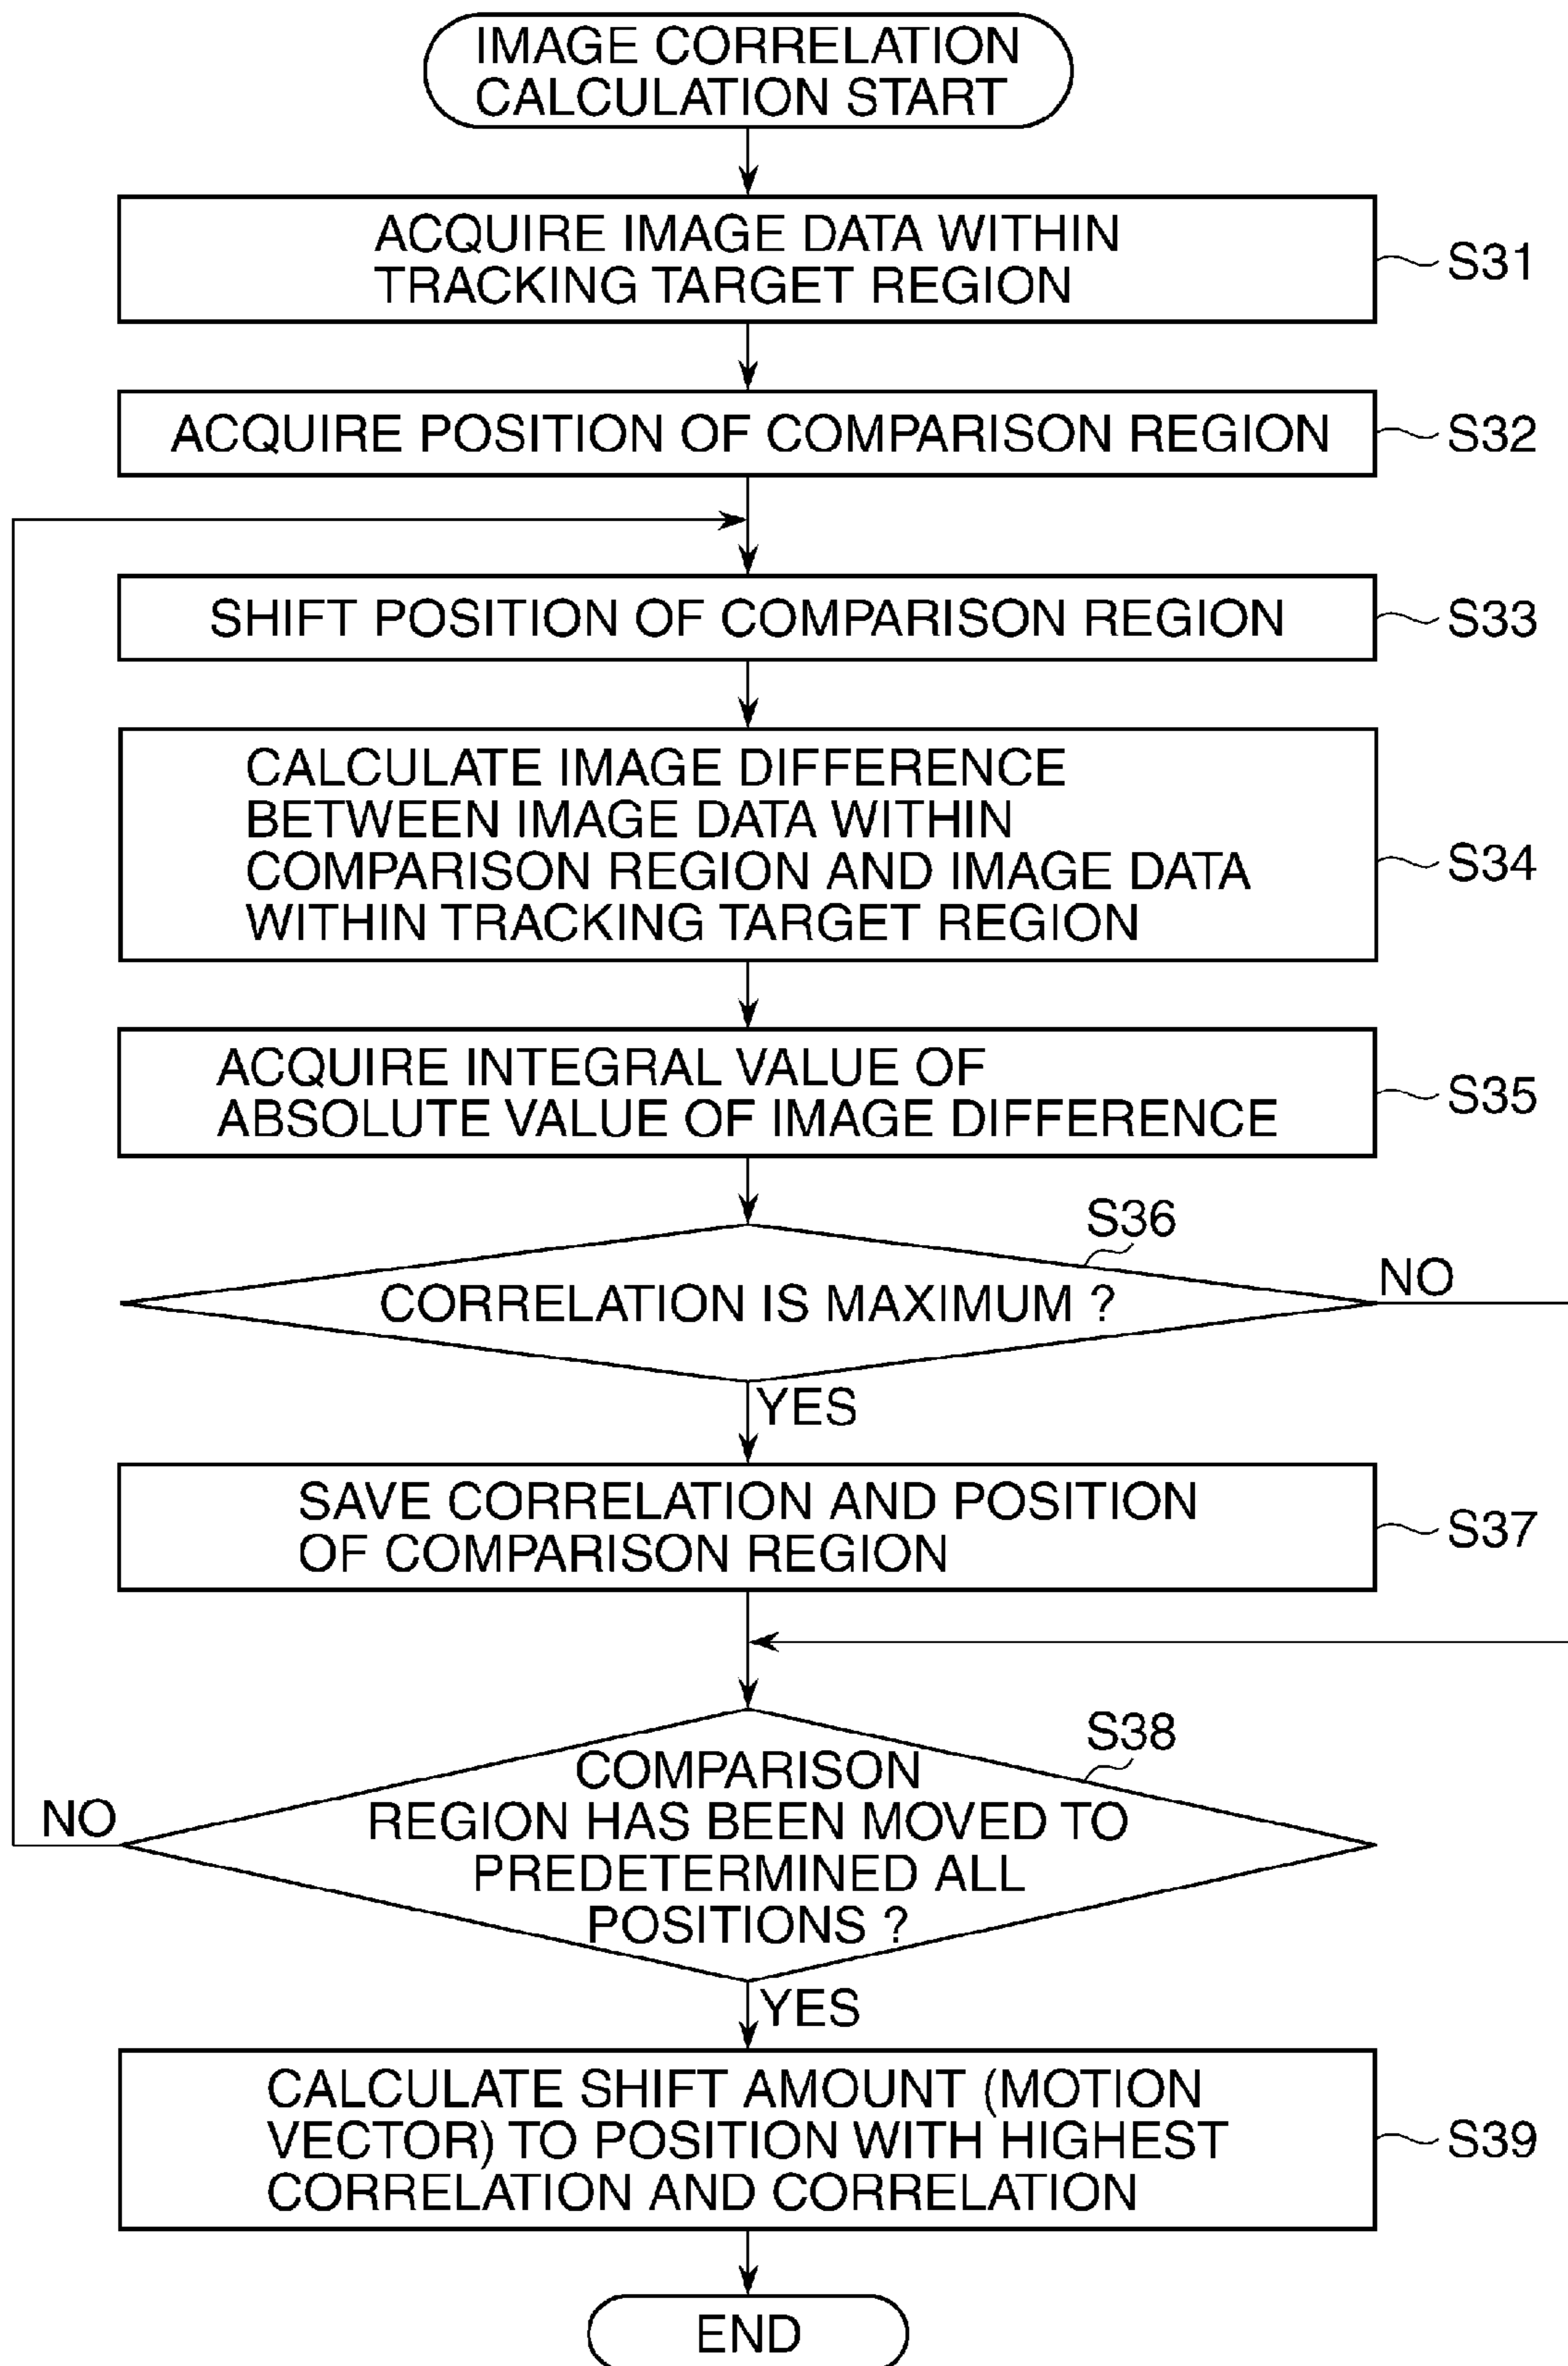 IMAGE CORRELATION
CALCULATION START
ACQUIRE IMAGE DATA WITHIN
TRACKING TARGET REGION
S31
ACQUIRE POSITION OF COMPARISON REGION
S32
SHIFT POSITION OF COMPARISON REGION
S33
CALCULATE IMAGE DIFFERENCE
BETWEEN IMAGE DATA WITHIN
COMPARISON REGION AND IMAGE DATA
WITHIN TRACKING TARGET REGION
S34
ACQUIRE INTEGRAL VALUE OF
ABSOLUTE VALUE OF IMAGE DIFFERENCE
S35
S36
CORRELATION IS MAXIMUM ?
NO
YES
SAVE CORRELATION AND POSITION
OF COMPARISON REGION
S37
S38
COMPARISON
REGION HAS BEEN MOVED TO
PREDETERMINED ALL
POSITIONS ?
NO
YES
CALCULATE SHIFT AMOUNT (MOTION
VECTOR) TO POSITION WITH HIGHEST
CORRELATION AND CORRELATION
S39
END